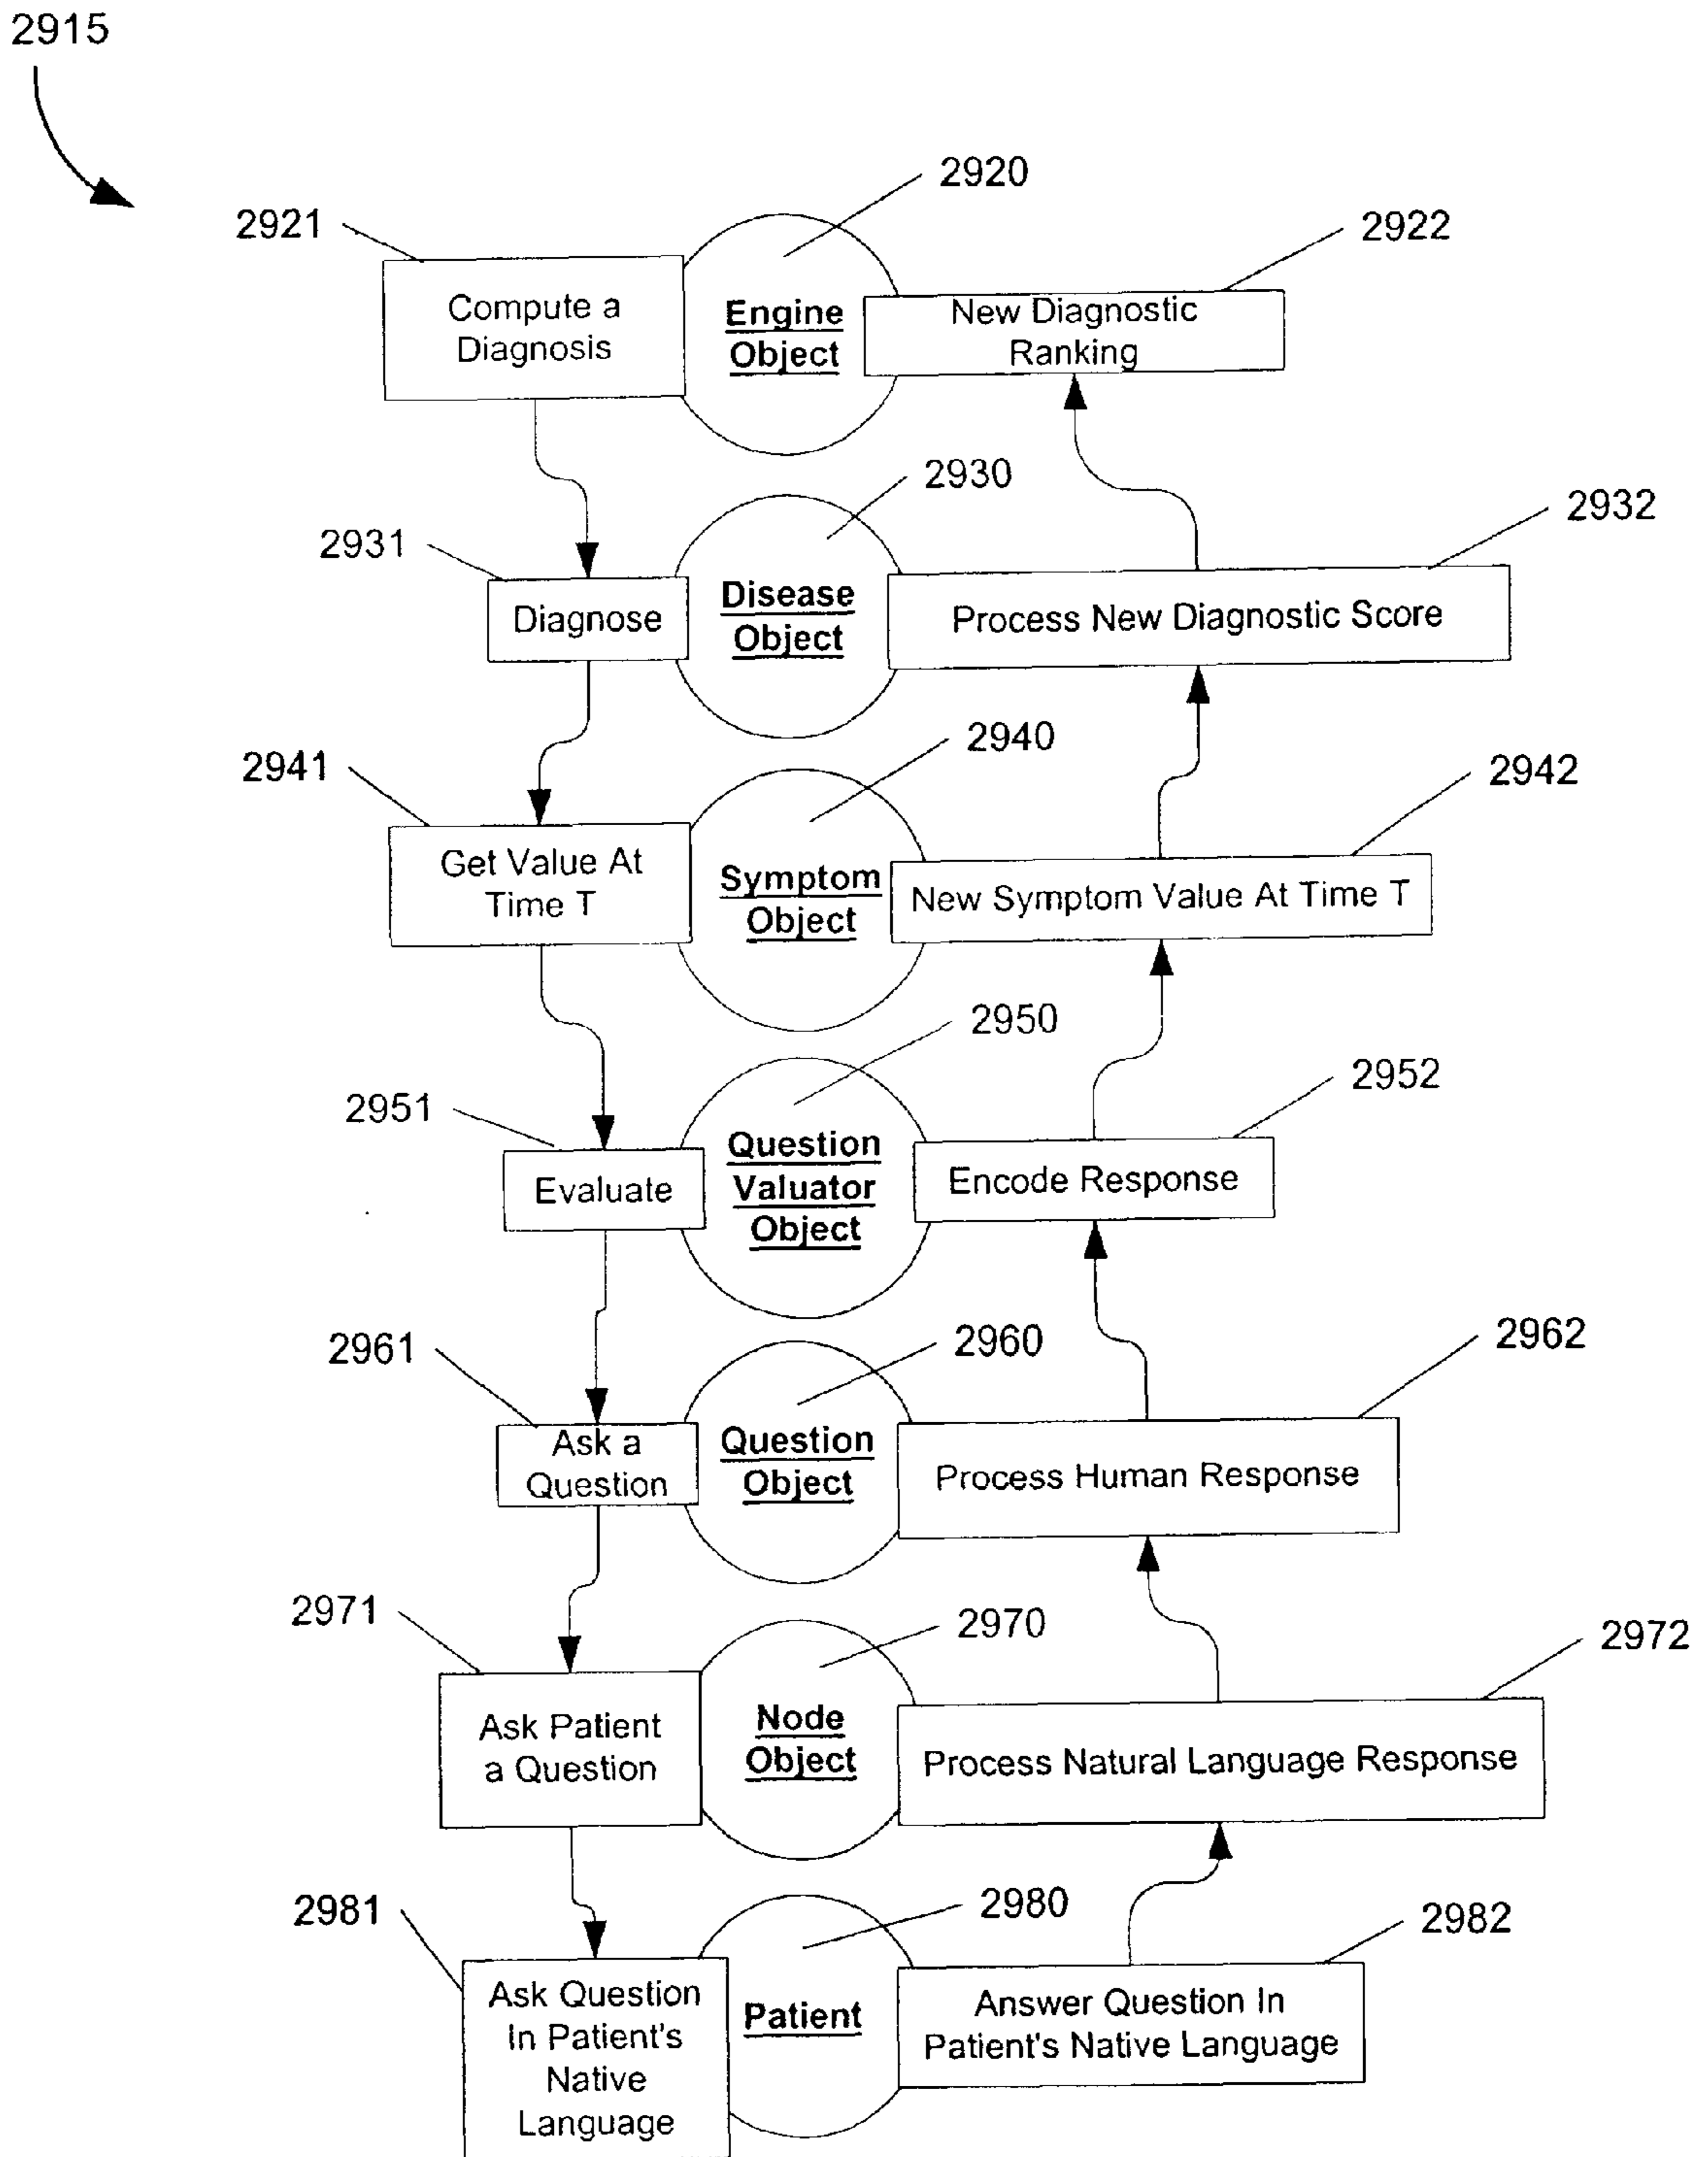 2915
2920
2921
2922
Compute a
Diagnosis
Engine
Object
New Diagnostic
Ranking
2930
2931
2932
Diagnose
Disease
Object
Process New Diagnostic Score
2940
2941
2942
Get Value At
Time T
Symptom
Object
New Symptom Value At Time T
2950
2951
2952
Evaluate
Question
Valuator
Object
Encode Response
2960
2961
2962
Ask a
Question
Question
Object
Process Human Response
2970
2971
2972
Ask Patient
a Question
Node
Object
Process Natural Language Response
2980
2981
2982
Ask Question
In Patient's
Native
Language
Patient
Answer Question In
Patient's Native Language